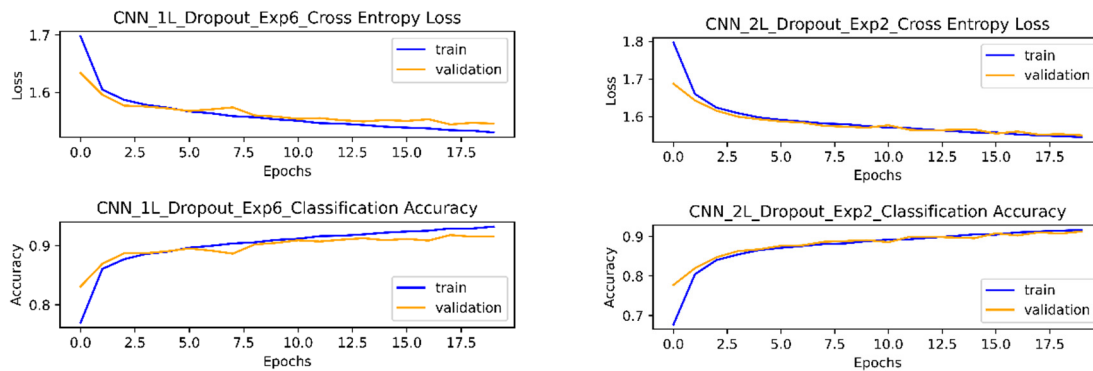 CNN_1L_Dropout_Exp6_Cross Entropy Loss
1.7
1.6
Loss
train
validation
0.0 2.5 5.0 7.5 10.0 12.5 15.0 17.5
Epochs
CNN_1L_Dropout_Exp6_Classification Accuracy
0.9
0.8
Accuracy
train
validation
0.0 2.5 5.0 7.5 10.0 12.5 15.0 17.5
Epochs
CNN_2L_Dropout_Exp2_Cross Entropy Loss
1.8
1.7
1.6
Loss
train
validation
0.0 2.5 5.0 7.5 10.0 12.5 15.0 17.5
Epochs
CNN_2L_Dropout_Exp2_Classification Accuracy
0.9
0.8
0.7
Accuracy
train
validation
0.0 2.5 5.0 7.5 10.0 12.5 15.0 17.5
Epochs